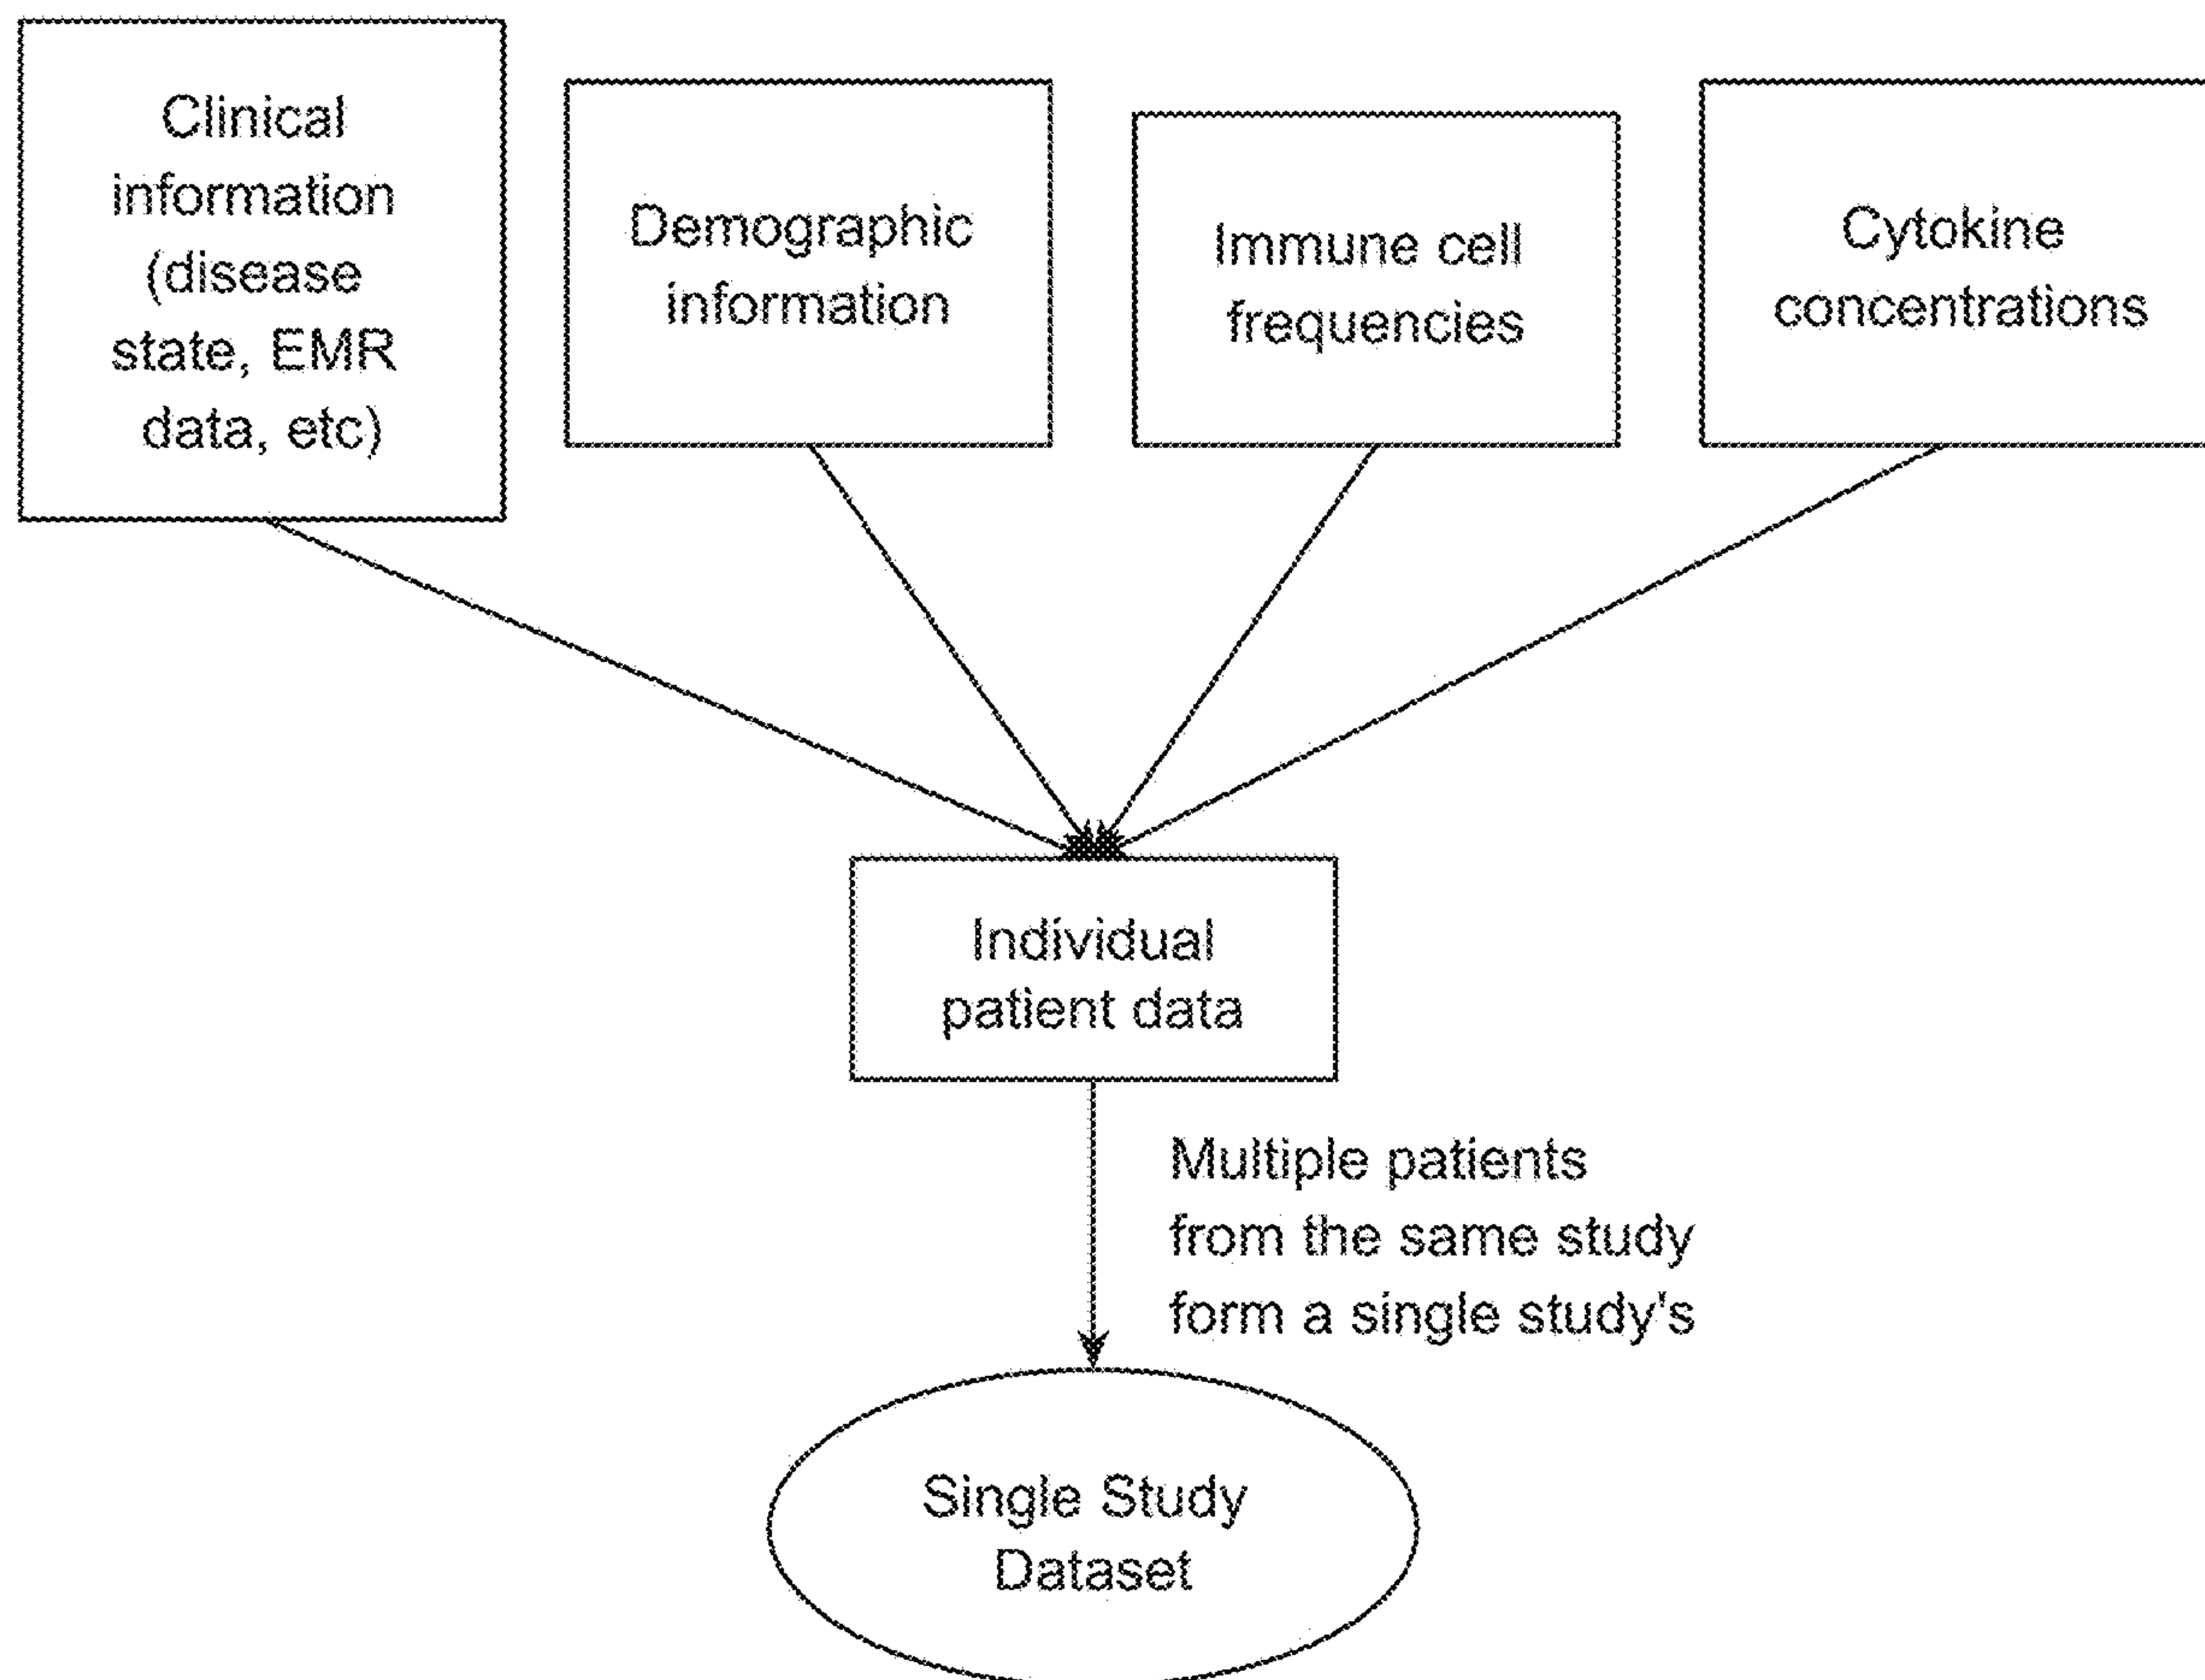 Clinical
information
(disease
state, EMR
data, etc)
Demographic
information
Immune cell
frequencies
Cytokine
concentrations
Individual
patient data
Multiple patients
from the same study
form a single study's
Single Study
Dataset